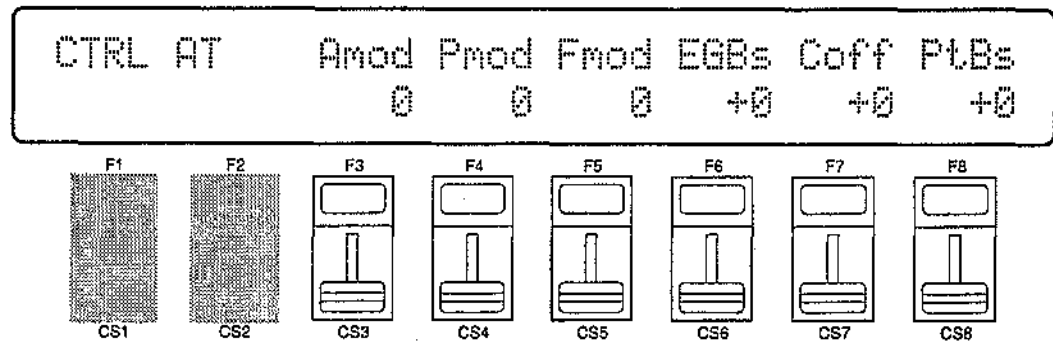 CTRL AT Amod Pmod Fmod EGBs Coff PtBs
0 0 0 +0 +0 +0
F1 F2 F3 F4 F5 F6 F7 F8
CS1 CS2 CS3 CS4 CS5 CS6 CS7 CS8